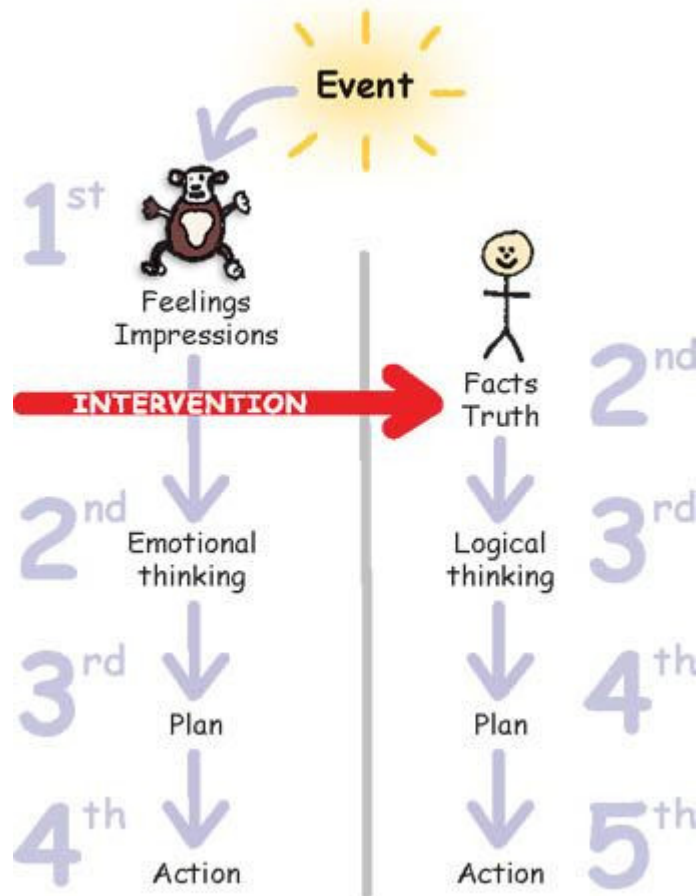 Event
1st
Feelings
Impressions
INTERVENTION
Facts
Truth
2nd
2nd
Emotional
thinking
Logical
thinking
3rd
3rd
Plan
Plan
4th
4th
Action
Action
5th